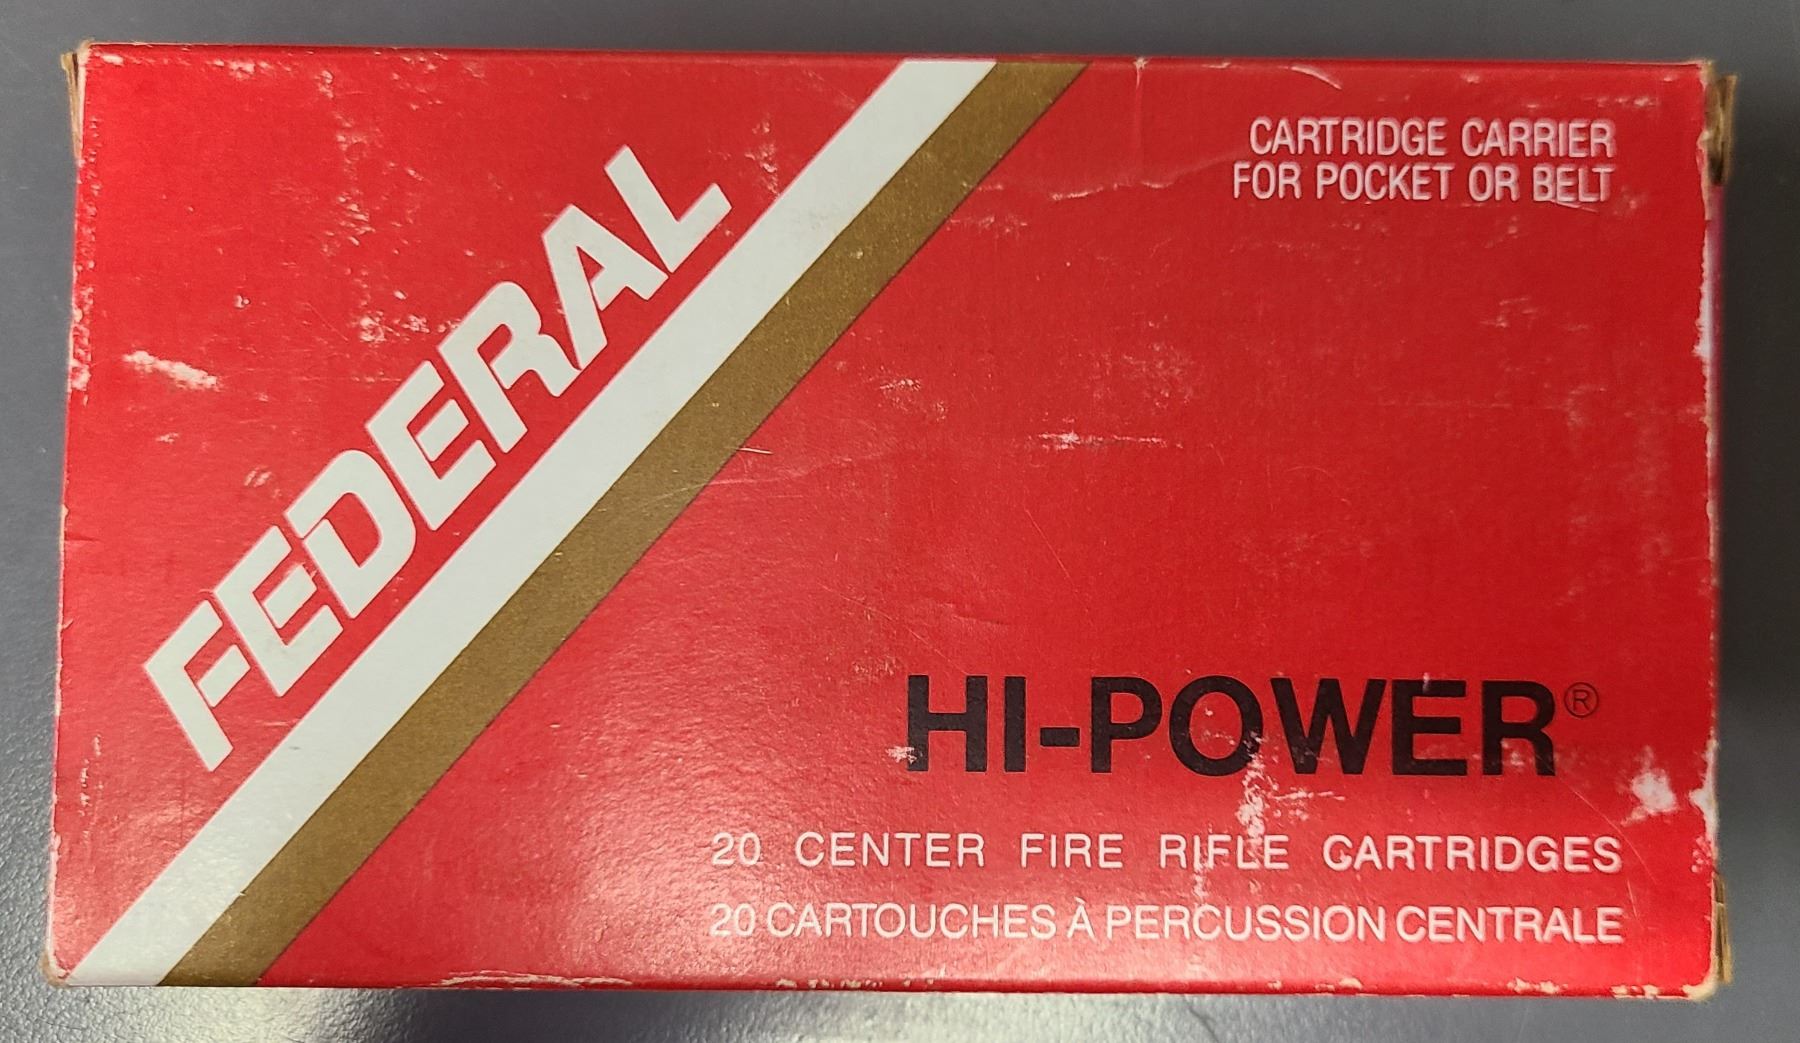 FEDERAL
CARTRIDGE CARRIER
FOR POCKET OR BELT
HI-POWER®
20 CENTER FIRE RIFLE CARTRIDGES
20 CARTOUCHES À PERCUSSION CENTRALE